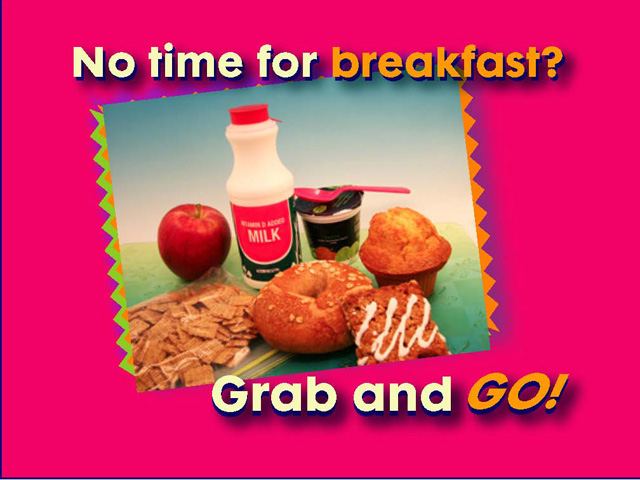 No time for breakfast?
VITAMIN D ADDED
MILK
Grab and GO!